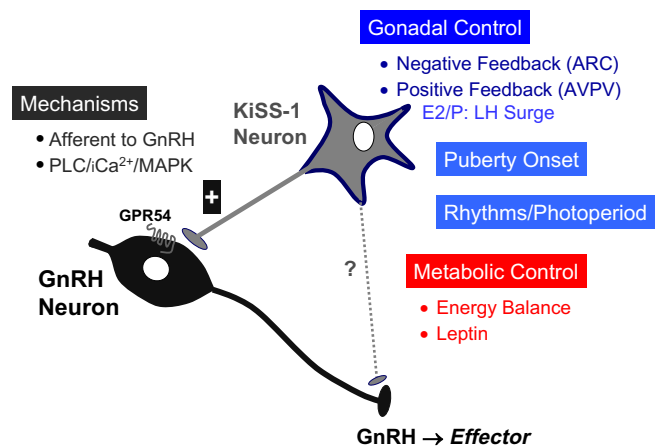 Gonadal Control
• Negative Feedback (ARC)
• Positive Feedback (AVPV)
E2/P: LH Surge
Mechanisms
• Afferent to GnRH
• PLC/iCa²⁺/MAPK
KiSS-1
Neuron
Puberty Onset
Rhythms/Photoperiod
+
GPR54
GnRH
Neuron
?
Metabolic Control
• Energy Balance
• Leptin
GnRH → Effector